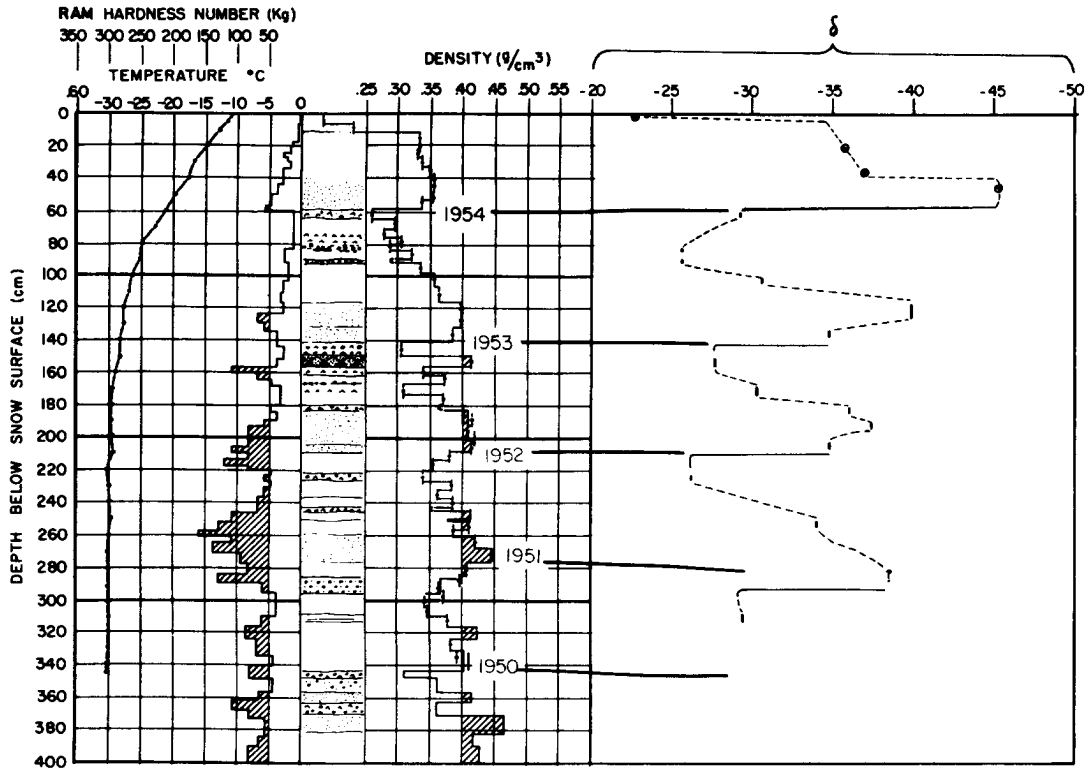 RAM HARDNESS NUMBER (Kg)
350 300 250 200 150 100 50
TEMPERATURE °C
.60 -30 -25 -20 -15 -10 -5 0
DENSITY (g/cm³)
.25 .30 .35 .40 .45 .50 .55
δ
-20 -25 -30 -35 -40 -45 -50
DEPTH BELOW SNOW SURFACE (cm)
0
20
40
60
80
100
120
140
160
180
200
220
240
260
280
300
320
340
360
380
400
1954
1953
1952
1951
1950